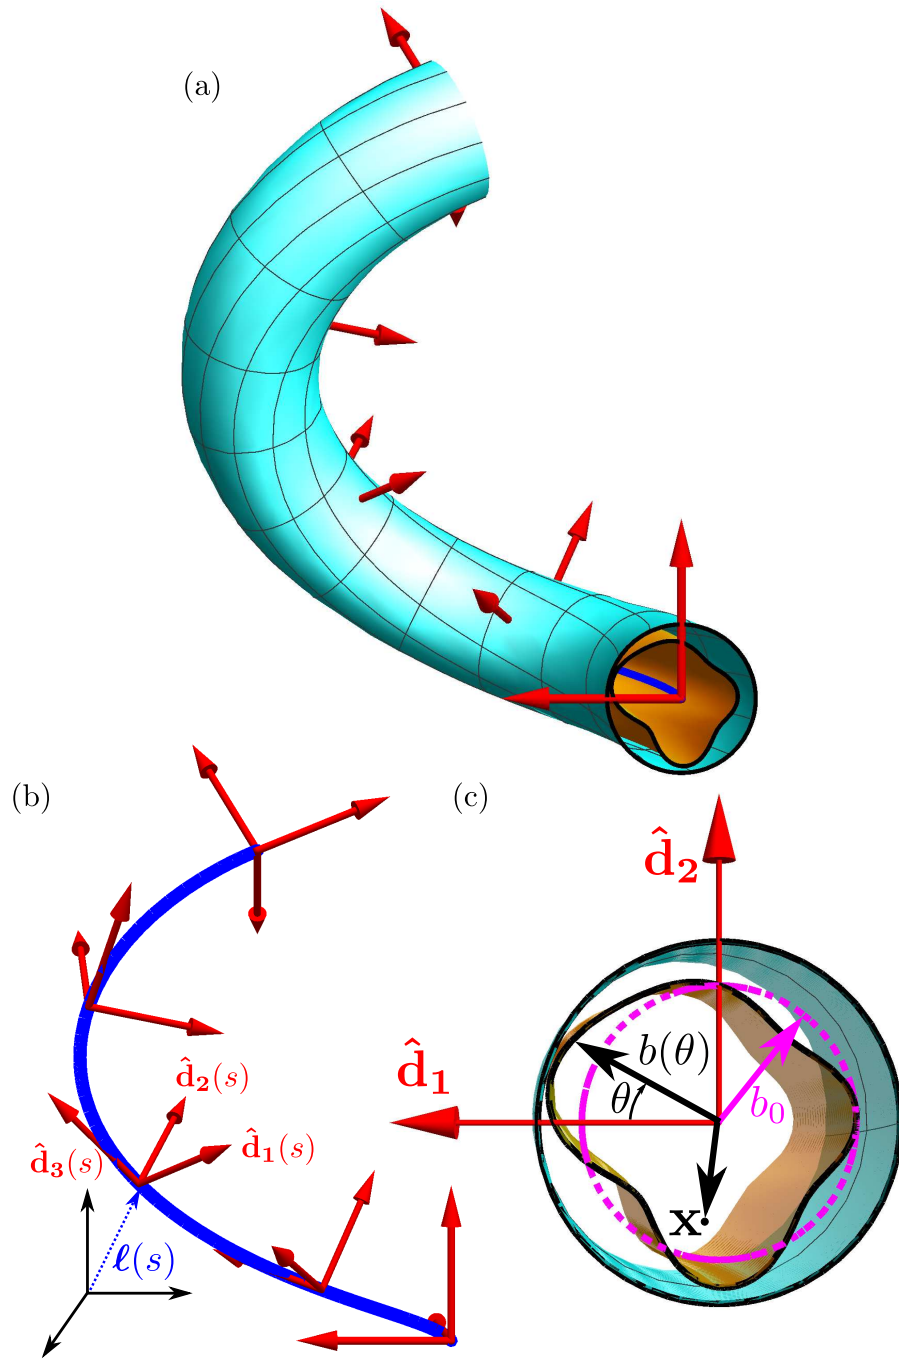 (a)
(b)
(c)
d̂₂
b(θ)
d̂₁
θ
b₀
d̂₂(s)
d̂₁(s)
d̂₃(s)
x
ℓ(s)